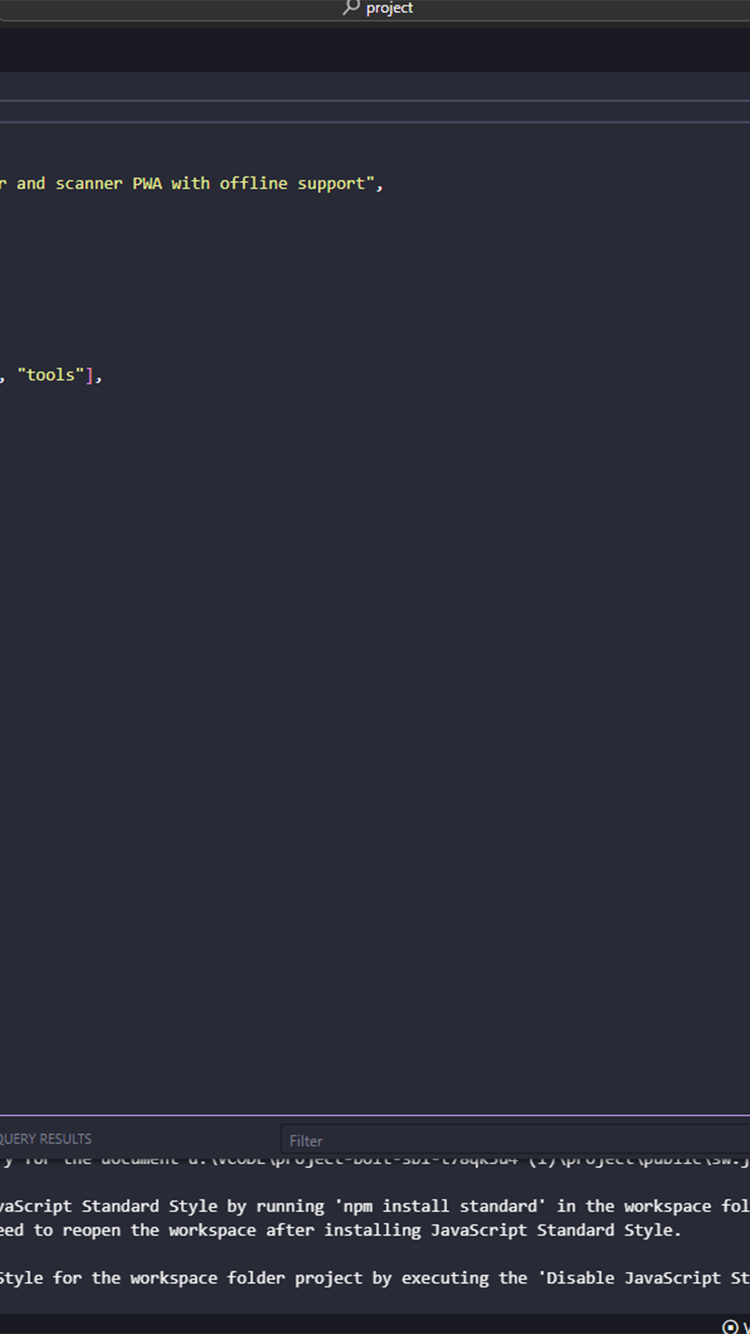 project
r and scanner PWA with offline support",
, "tools"],
QUERY RESULTS
Filter
y for the document d:\VCODE\project-bolt-sb1-t78qk5u4 (1)\project\public\sw.j
vaScript Standard Style by running 'npm install standard' in the workspace fol
eed to reopen the workspace after installing JavaScript Standard Style.
Style for the workspace folder project by executing the 'Disable JavaScript St